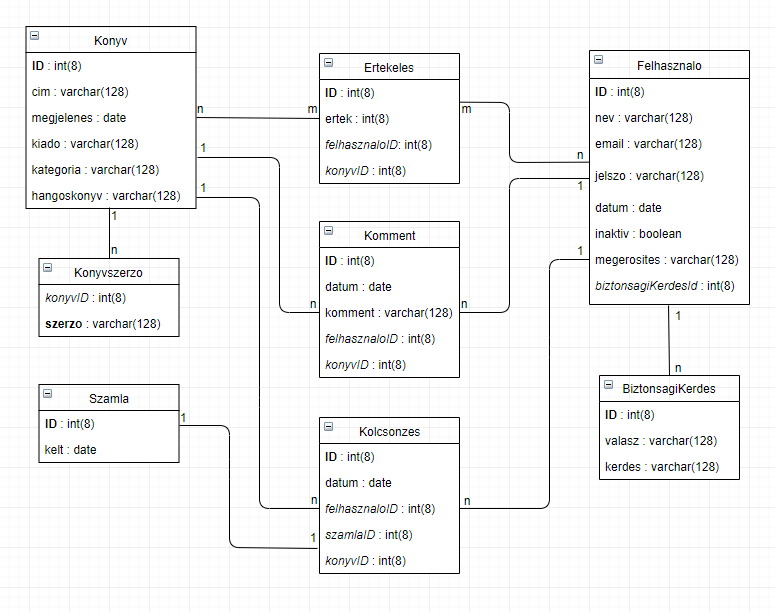 Konyv
ID : int(8)
cim : varchar(128)
megjelenes : date
kiado : varchar(128)
kategoria : varchar(128)
hangoskonyv : varchar(128)
n
1
1
1
n
Konyvszerzo
konyvID : int(8)
szerzo : varchar(128)
Szamla
ID : int(8)
kelt : date
1
Ertekeles
ID : int(8)
ertek : int(8)
felhasznaloID: int(8)
konyvID : int(8)
m
m
Komment
ID : int(8)
datum : date
komment : varchar(128)
felhasznaloID : int(8)
konyvID : int(8)
n
n
Kolcsonzes
ID : int(8)
datum : date
felhasznaloID : int(8)
szamlaID : int(8)
konyvID : int(8)
n
1
n
Felhasznalo
ID : int(8)
nev : varchar(128)
email : varchar(128)
jelszo : varchar(128)
datum : date
inaktiv : boolean
megerosites : varchar(128)
biztonsagiKerdesId : int(8)
n
1
1
1
n
BiztonsagiKerdes
ID : int(8)
valasz : varchar(128)
kerdes : varchar(128)